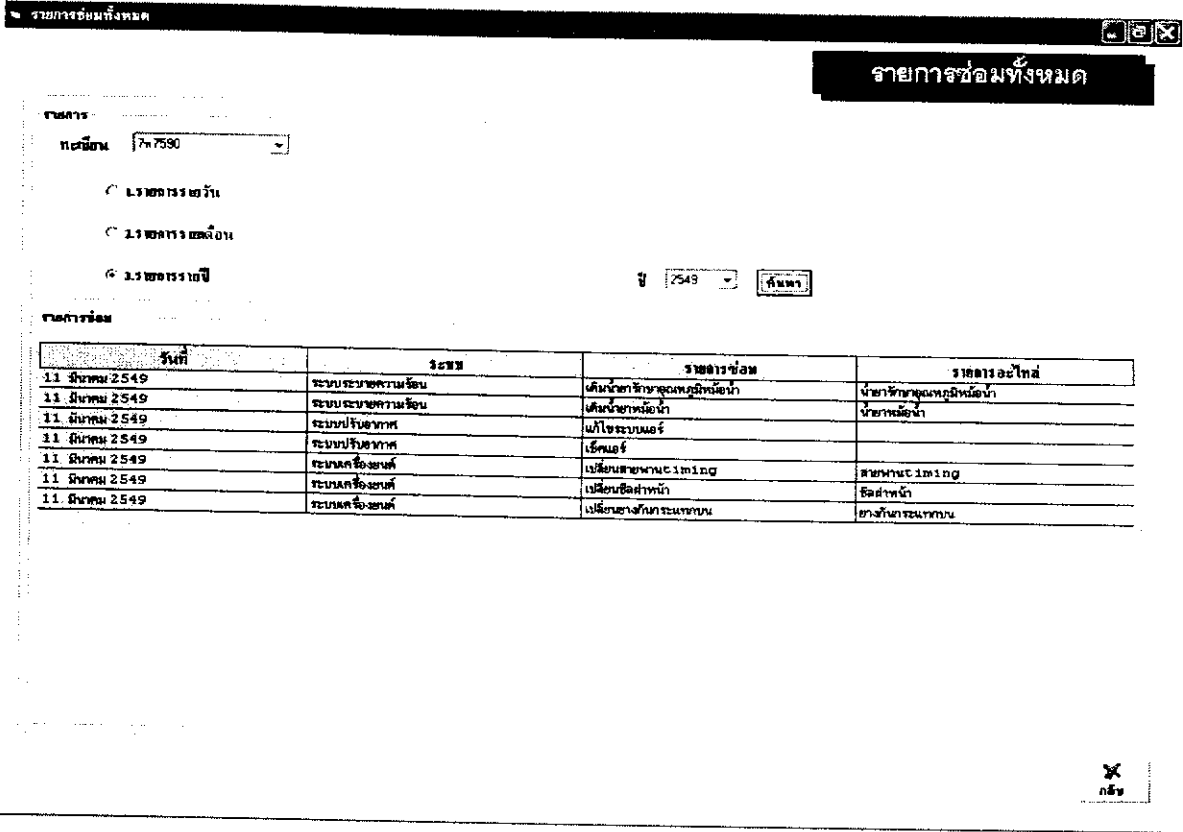 รายการซ่อมทั้งหมด
รายการซ่อมทั้งหมด
รายการ
ทะเบียน 7ท7590
1.รายการรายวัน
2.รายการรายเดือน
3.รายการรายปี ปี 2549 ค้นหา
รายการซ่อม
วันที่ ระบบ รายการซ่อม รายการอะไหล่
11 มีนาคม 2549 ระบบระบายความร้อน เติมน้ำยารักษาอุณหภูมิหม้อน้ำ น้ำยารักษาอุณหภูมิหม้อน้ำ
11 มีนาคม 2549 ระบบระบายความร้อน เติมน้ำยาหม้อน้ำ น้ำยาหม้อน้ำ
11 มีนาคม 2549 ระบบปรับอากาศ แก้ไขระบบแอร์
11 มีนาคม 2549 ระบบปรับอากาศ เช็คแอร์
11 มีนาคม 2549 ระบบเครื่องยนต์ เปลี่ยนสายพานtiming สายพานtiming
11 มีนาคม 2549 ระบบเครื่องยนต์ เปลี่ยนซีลฝาหน้า ซีลฝาหน้า
11 มีนาคม 2549 ระบบเครื่องยนต์ เปลี่ยนยางกันกระแทกบน ยางกันกระแทกบน
กลับ